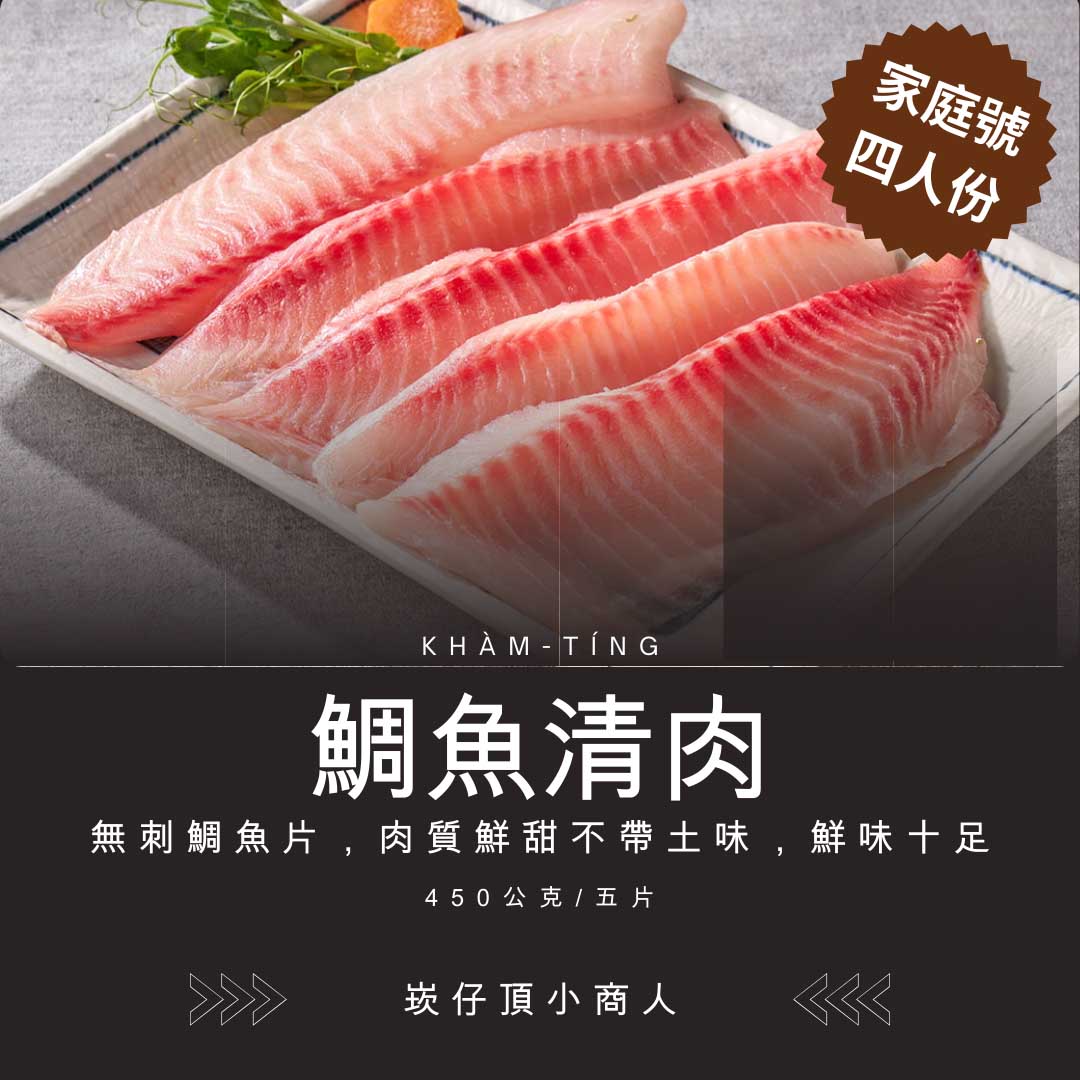 家庭號
四人份
KHÀM-TÍNG
鯛魚清肉
無刺鯛魚片，肉質鮮甜不帶土味，鮮味十足
450公克/五片
崁仔頂小商人